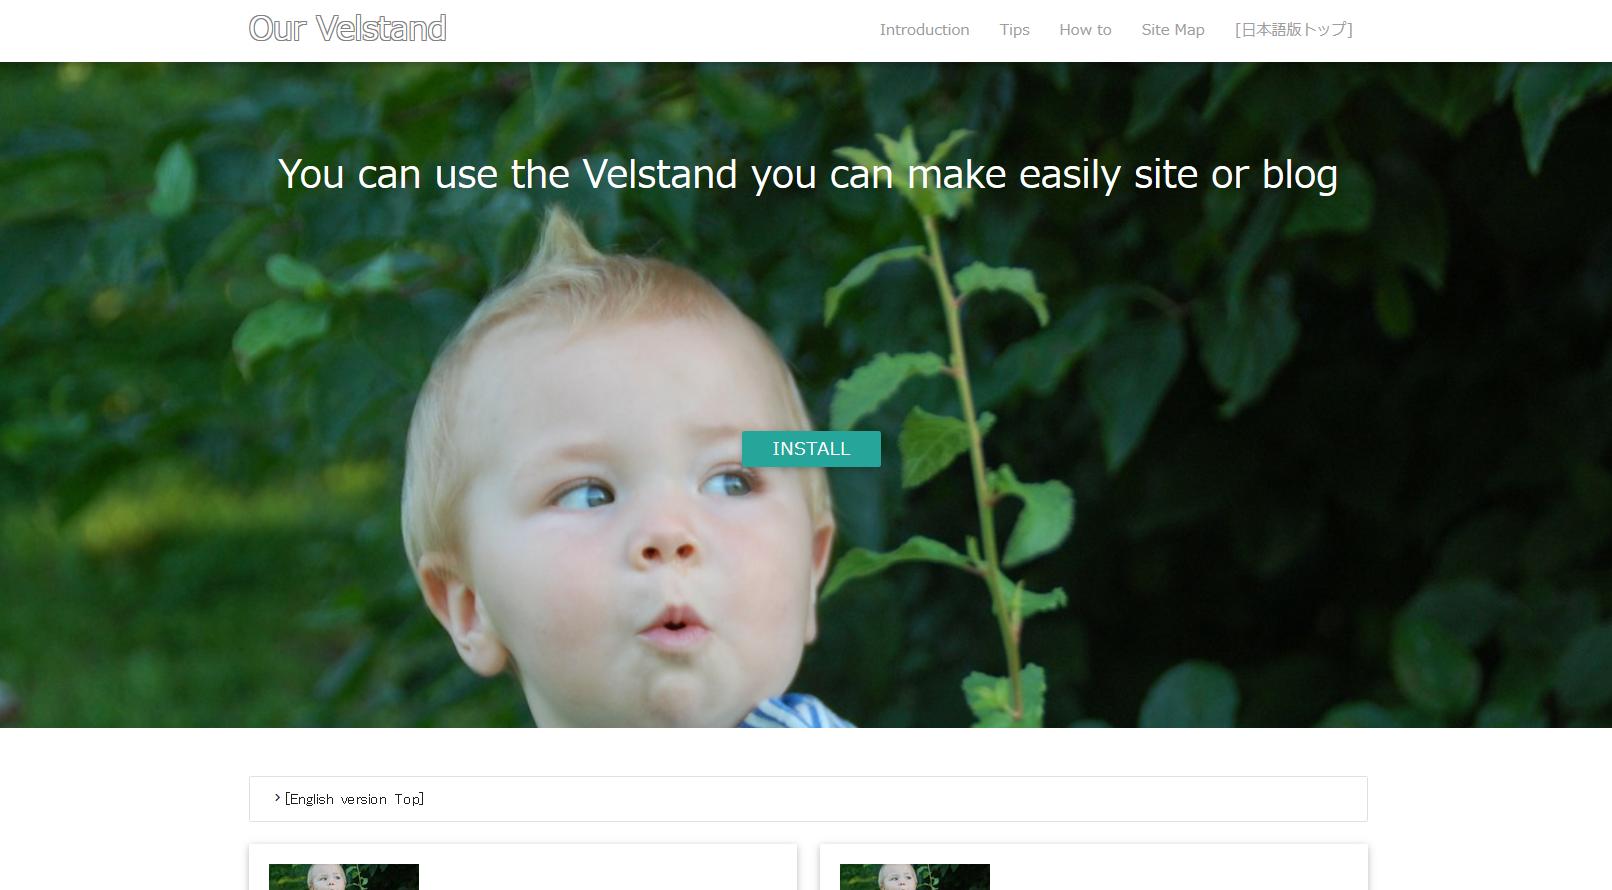 Our Velstand
Introduction Tips How to Site Map [日本語版トップ]
You can use the Velstand you can make easily site or blog
INSTALL
[English version Top]